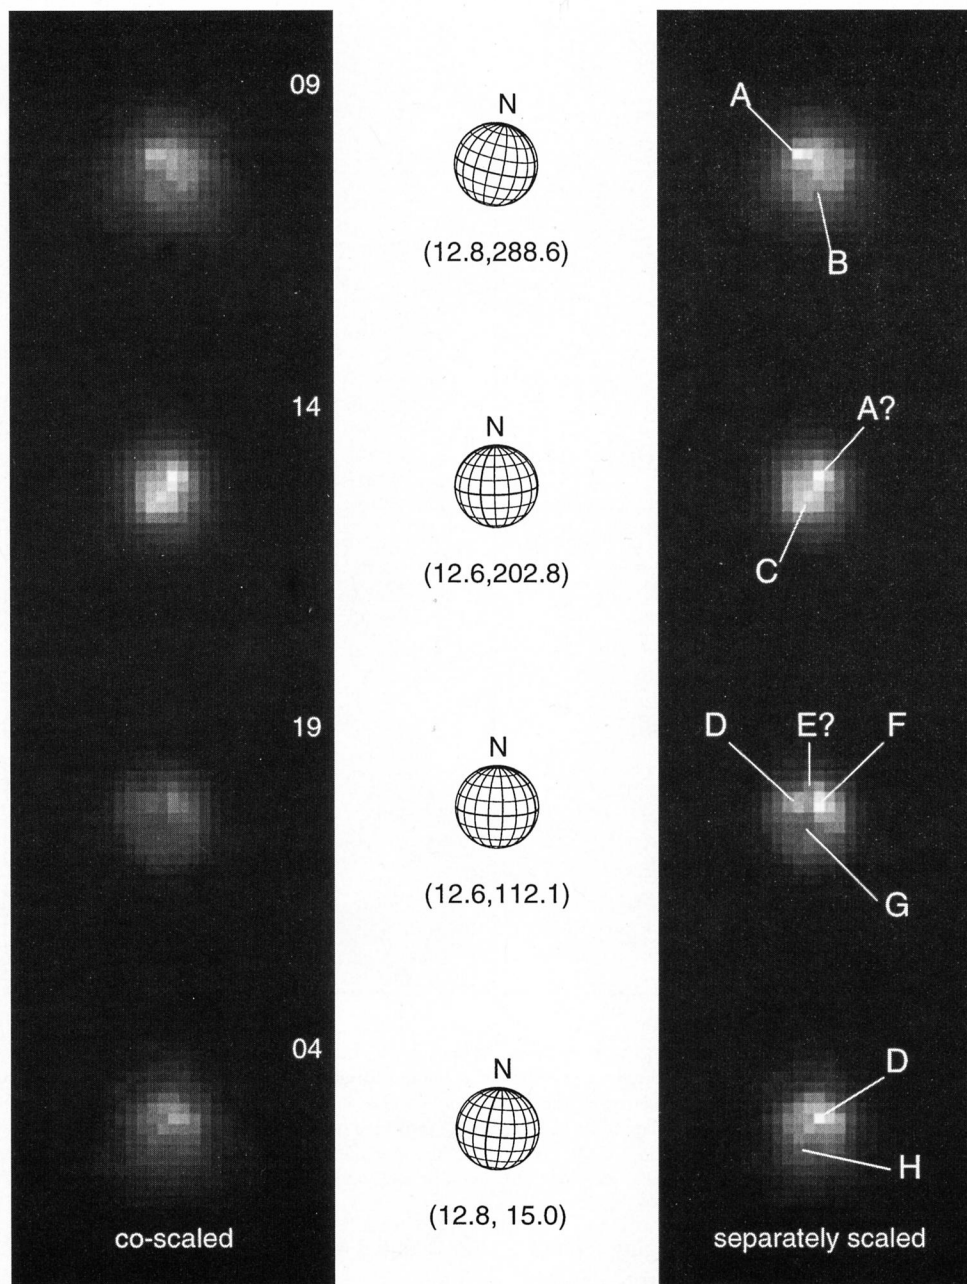 09
N
A
(12.8,288.6)
B
14
N
A?
(12.6,202.8)
C
19
N
D E? F
(12.6,112.1)
G
04
N
D
H
(12.8, 15.0)
co-scaled
separately scaled